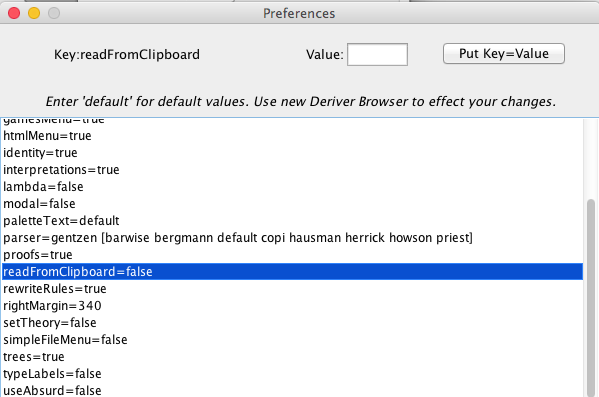 Preferences
Key:readFromClipboard Value: Put Key=Value
Enter 'default' for default values. Use new Deriver Browser to effect your changes.
gamesMenu=true
htmlMenu=true
identity=true
interpretations=true
lambda=false
modal=false
paletteText=default
parser=gentzen [barwise bergmann default copi hausman herrick howson priest]
proofs=true
readFromClipboard=false
rewriteRules=true
rightMargin=340
setTheory=false
simpleFileMenu=false
trees=true
typeLabels=false
useAbsurd=false